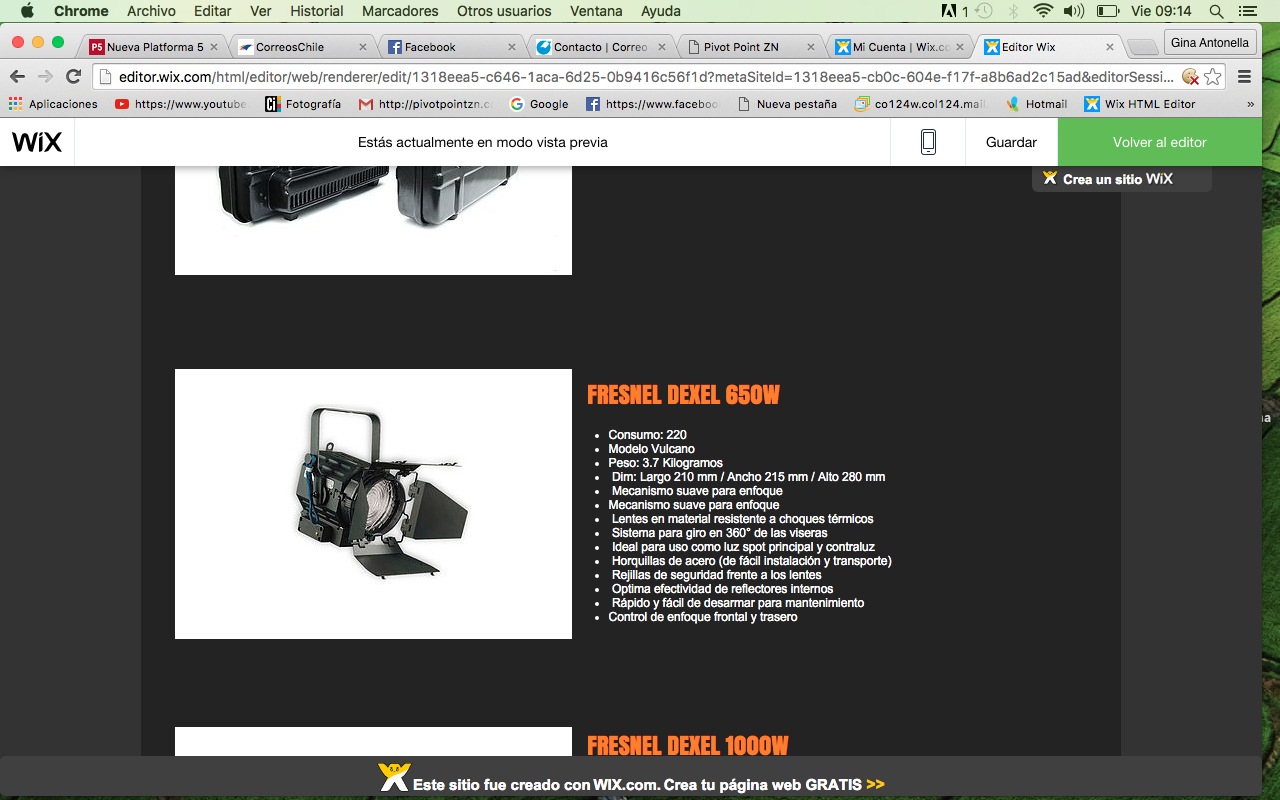 Chrome Archivo Editar Ver Historial Marcadores Otros usuarios Ventana Ayuda 1 Vie 09:14
P5 Nueva Platforma 5 CorreosChile Facebook Contacto | Correo Pivot Point ZN Mi Cuenta | Wix.co Editor Wix Gina Antonella
editor.wix.com/html/editor/web/renderer/edit/1318eea5-c646-1aca-6d25-0b9416c56f1d?metaSiteId=1318eea5-cb0c-604e-f17f-a8b6ad2c15ad&editorSessi...
Aplicaciones https://www.youtube Fotografía http://pivotpointzn.c Google https://www.faceboo Nueva pestaña co124w.col124.mail. Hotmail Wix HTML Editor »
WiX Estás actualmente en modo vista previa Guardar Volver al editor
Crea un sitio WiX
FRESNEL DEXEL 650W
• Consumo: 220
• Modelo Vulcano
• Peso: 3.7 Kilogramos
• Dim: Largo 210 mm / Ancho 215 mm / Alto 280 mm
• Mecanismo suave para enfoque
• Mecanismo suave para enfoque
• Lentes en material resistente a choques térmicos
• Sistema para giro en 360° de las viseras
• Ideal para uso como luz spot principal y contraluz
• Horquillas de acero (de fácil instalación y transporte)
• Rejillas de seguridad frente a los lentes
• Optima efectividad de reflectores internos
• Rápido y fácil de desarmar para mantenimiento
• Control de enfoque frontal y trasero
FRESNEL DEXEL 1000W
Este sitio fue creado con WIX.com. Crea tu página web GRATIS >>